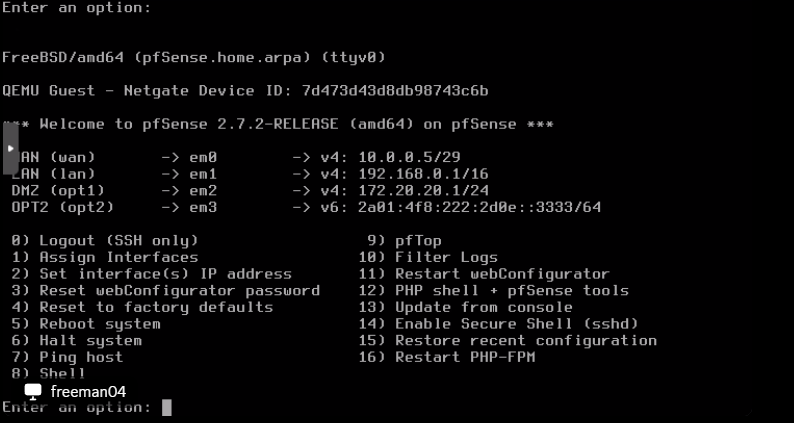 Enter an option:
FreeBSD/amd64 (pfSense.home.arpa) (ttyv0)
QEMU Guest - Netgate Device ID: 7d473d43d8db98743c6b
** Welcome to pfSense 2.7.2-RELEASE (amd64) on pfSense ***
WAN (wan) -> em0 -> v4: 10.0.0.5/29
LAN (lan) -> em1 -> v4: 192.168.0.1/16
DMZ (opt1) -> em2 -> v4: 172.20.20.1/24
OPT2 (opt2) -> em3 -> v6: 2a01:4f8:222:2d0e::3333/64
0) Logout (SSH only) 9) pfTop
1) Assign Interfaces 10) Filter Logs
2) Set interface(s) IP address 11) Restart webConfigurator
3) Reset webConfigurator password 12) PHP shell + pfSense tools
4) Reset to factory defaults 13) Update from console
5) Reboot system 14) Enable Secure Shell (sshd)
6) Halt system 15) Restore recent configuration
7) Ping host 16) Restart PHP-FPM
8) Shell
freeman04
Enter an option: